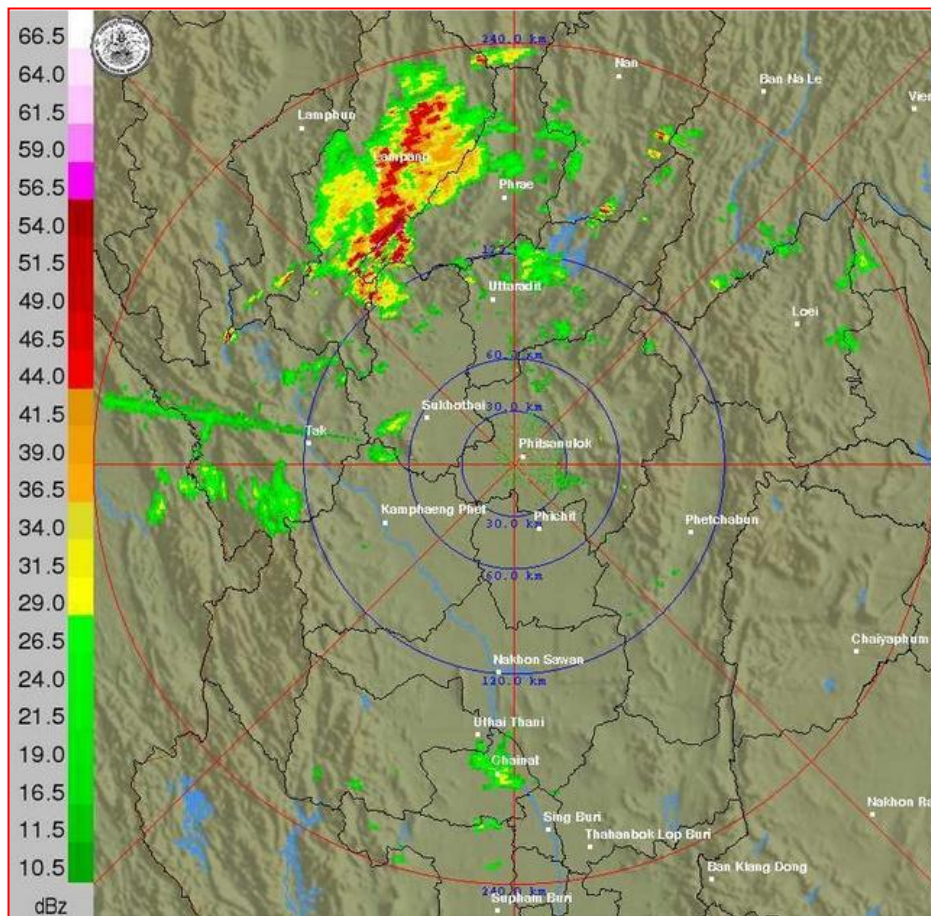 66.5
64.0
61.5
59.0
56.5
54.0
51.5
49.0
46.5
44.0
41.5
39.0
36.5
34.0
31.5
29.0
26.5
24.0
21.5
19.0
16.5
11.5
10.5
dBz
240.0 km
Nan
Ban Na Le
Vien
Lamphun
Lampang
Phrae
Uttaradit
Loei
60.0 km
30.0 km
Sukhothai
Tak
Phitsanulok
Kamphaeng Phet
Phichit
30.0 km
Phetchabun
60.0 km
Chaiyaphum
Nakhon Sawan
120.0 km
Uthai Thani
Chainat
Nakhon Ra
Sing Buri
Thahanbok Lop Buri
Ban Klang Dong
240.0 km
Supham Buri